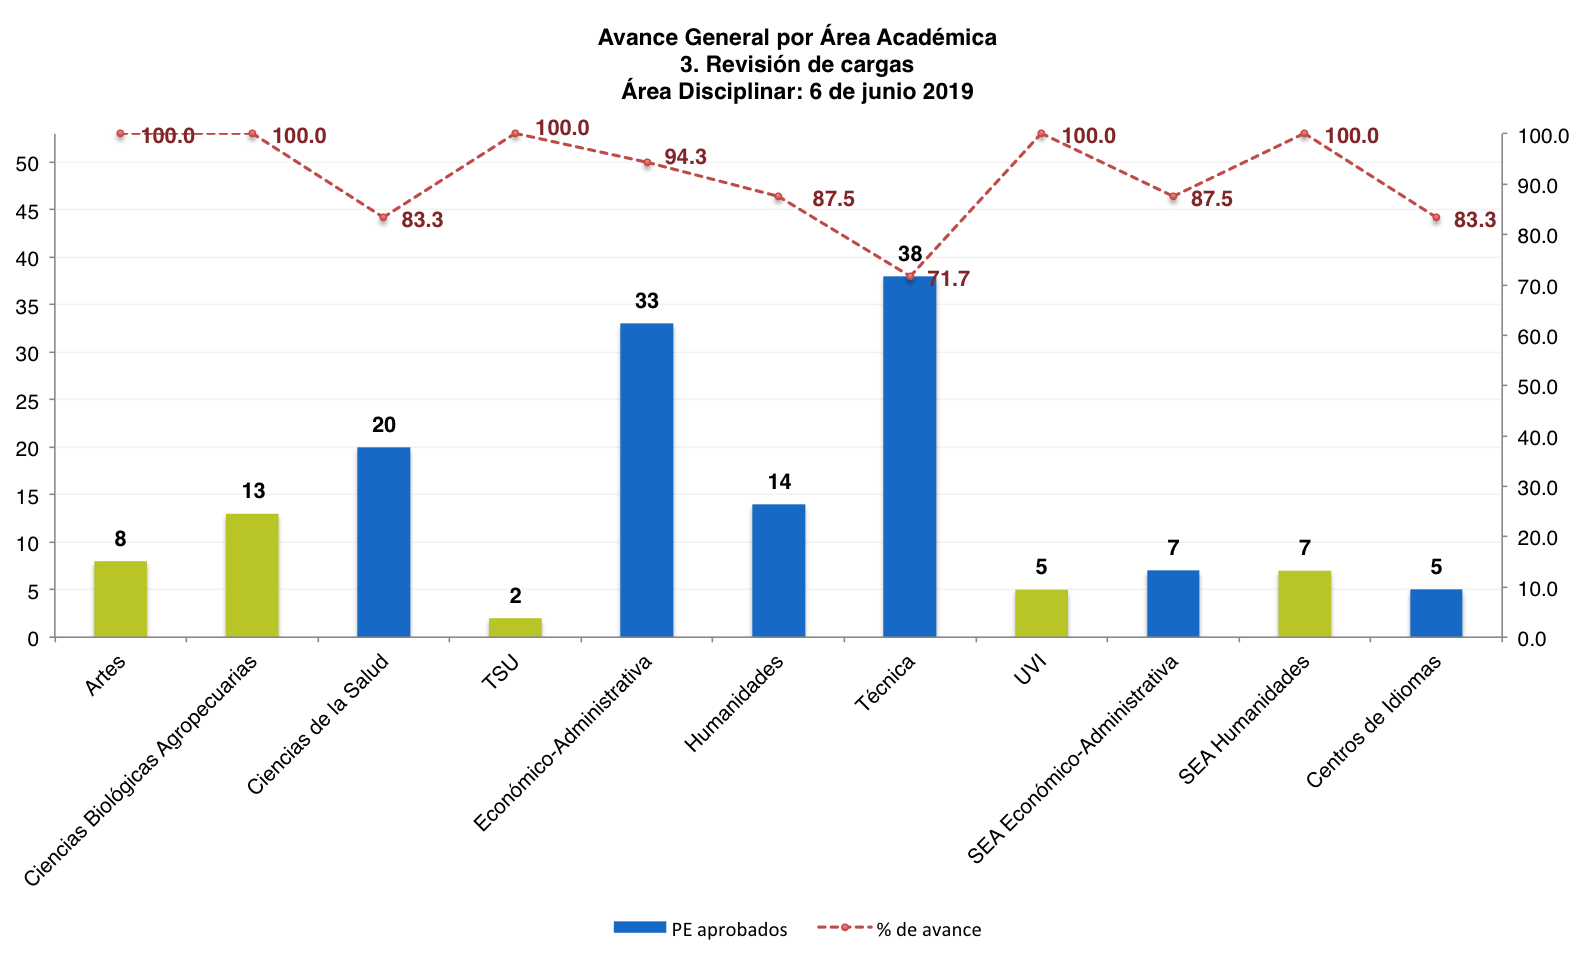 Avance General por Área Académica
3. Revisión de cargas
Área Disciplinar: 6 de junio 2019
100.0
100.0
83.3
100.0
94.3
87.5
71.7
100.0
87.5
100.0
83.3
50
45
40
35
30
25
20
15
10
5
0
100.0
90.0
80.0
70.0
60.0
50.0
40.0
30.0
20.0
10.0
0.0
8
13
20
2
33
14
38
5
7
7
5
Artes
Ciencias Biológicas Agropecuarias
Ciencias de la Salud
TSU
Económico-Administrativa
Humanidades
Técnica
UVI
SEA Económico-Administrativa
SEA Humanidades
Centros de Idiomas
PE aprobados
% de avance